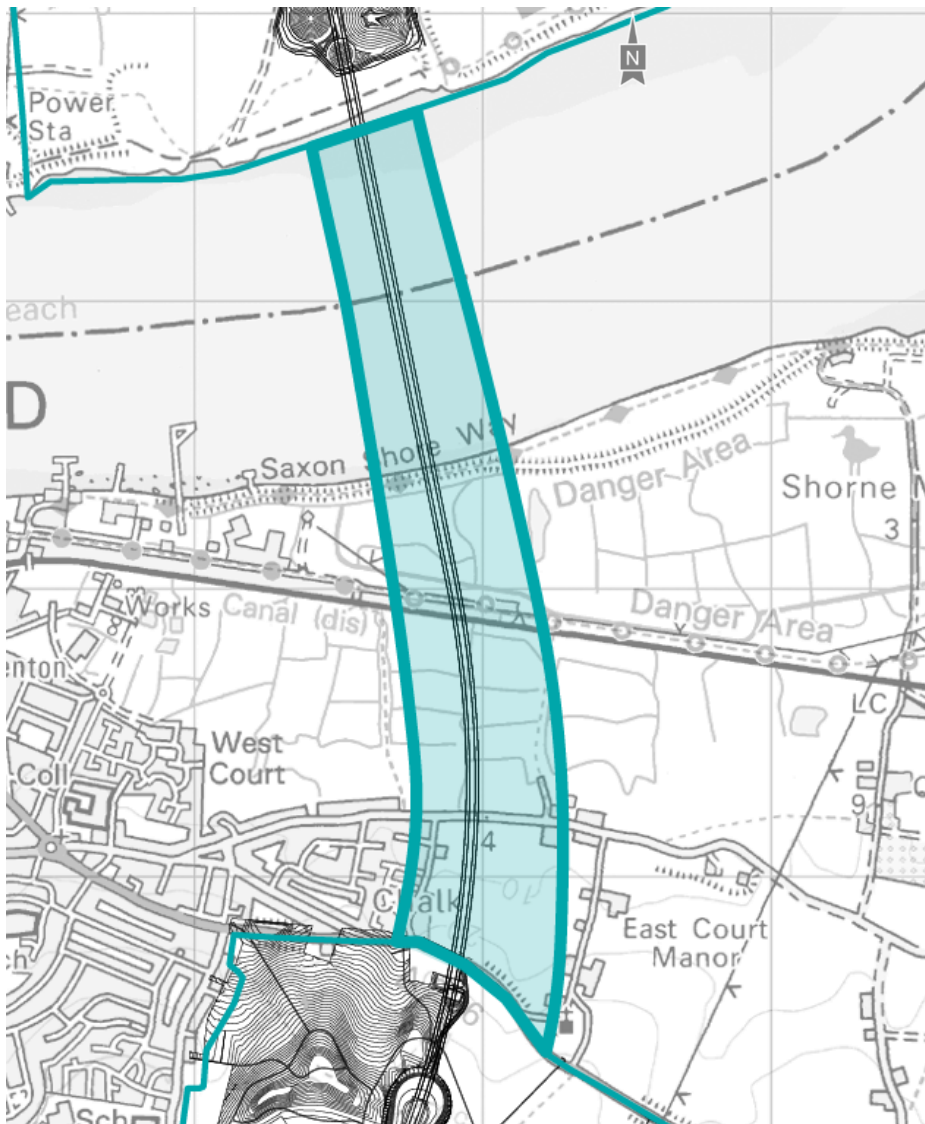 N
Power
Sta
each
D
Saxon Shore Way
Danger Area
Shorne M
3
Works
Canal (dis)
Danger Area
enton
LC
West
Court
Coll
9
4
10
Chalk
East Court
Manor
ch
Sch